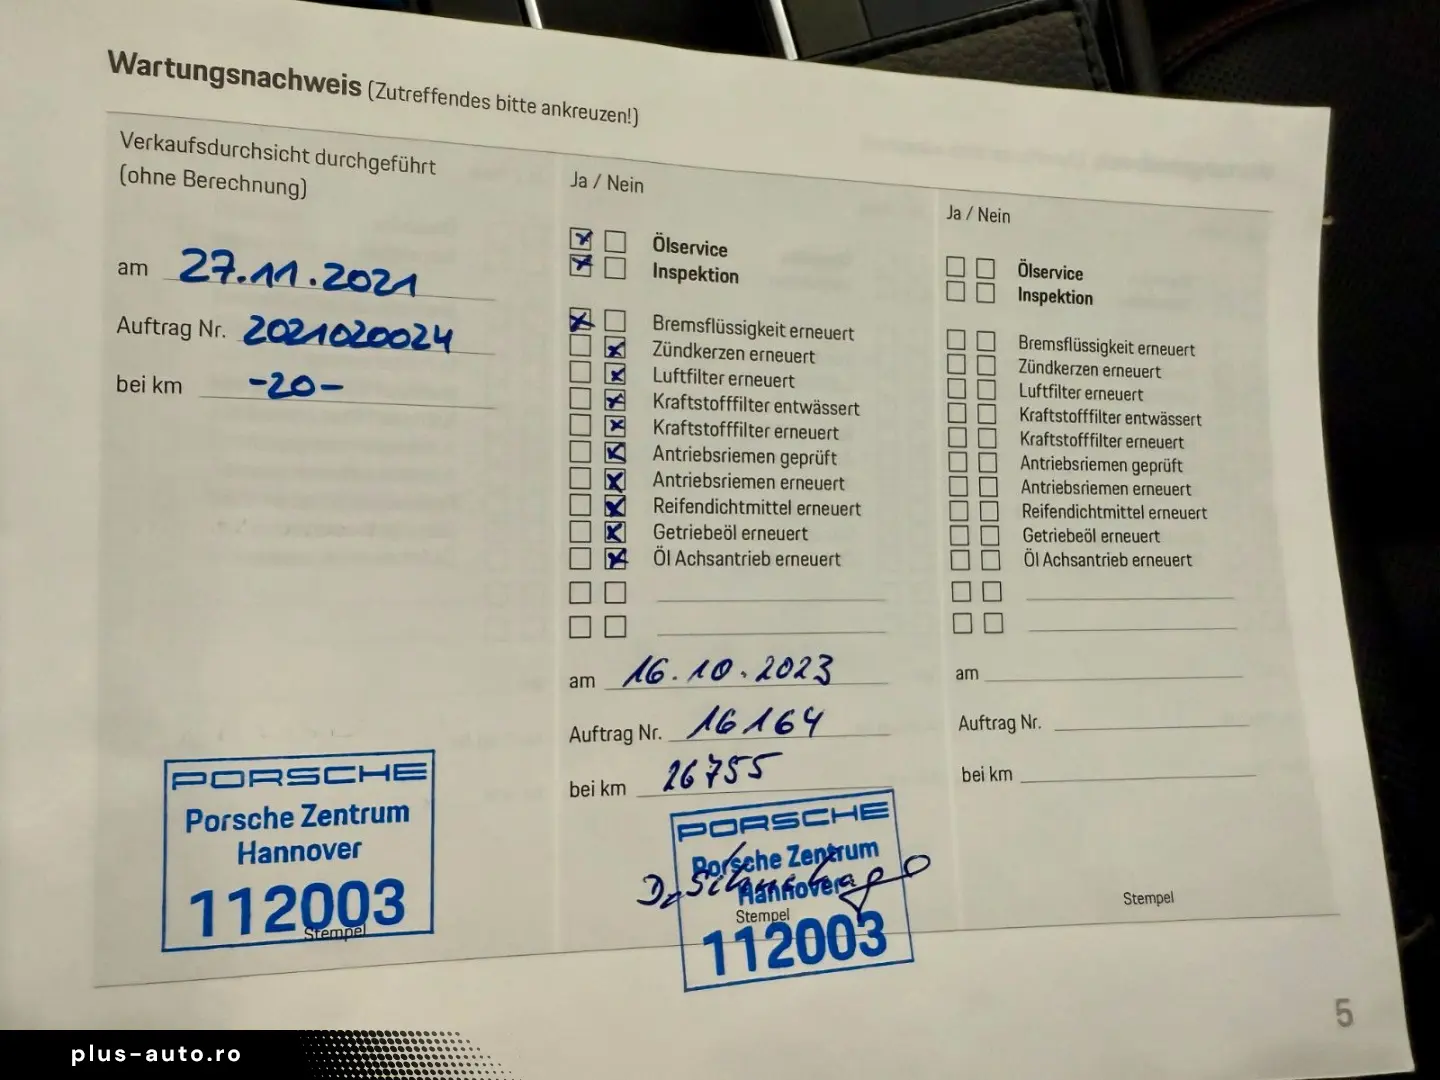 Wartungsnachweis (Zutreffendes bitte ankreuzen!)
Verkaufsdurchsicht durchgeführt
(ohne Berechnung)
am 27.11.2021
Auftrag Nr. 2021020024
bei km -20-
PORSCHE
Porsche Zentrum
Hannover
112003
Stempel
Ja / Nein
Ölservice
Inspektion
Bremsflüssigkeit erneuert
Zündkerzen erneuert
Luftfilter erneuert
Kraftstofffilter entwässert
Kraftstofffilter erneuert
Antriebsriemen geprüft
Antriebsriemen erneuert
Reifendichtmittel erneuert
Getriebeöl erneuert
Öl Achsantrieb erneuert
am 16.10.2023
Auftrag Nr. 16164
bei km 26755
PORSCHE
Porsche Zentrum
Hannover
Stempel
112003
Ja / Nein
Ölservice
Inspektion
Bremsflüssigkeit erneuert
Zündkerzen erneuert
Luftfilter erneuert
Kraftstofffilter entwässert
Kraftstofffilter erneuert
Antriebsriemen geprüft
Antriebsriemen erneuert
Reifendichtmittel erneuert
Getriebeöl erneuert
Öl Achsantrieb erneuert
am
Auftrag Nr.
bei km
Stempel
5
plus-auto.ro